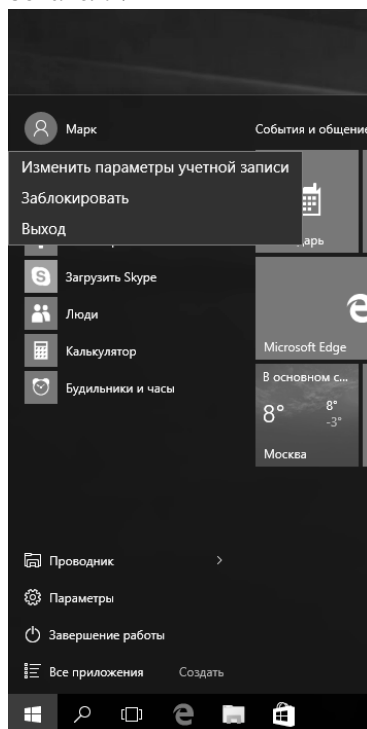 Марк
События и общение
Изменить параметры учетной записи
Заблокировать
Выход
Загрузить Skype
Люди
Калькулятор
Будильники и часы
Microsoft Edge
В основном с...
8°
8°
-3°
Москва
Проводник
Параметры
Завершение работы
Все приложения
Создать